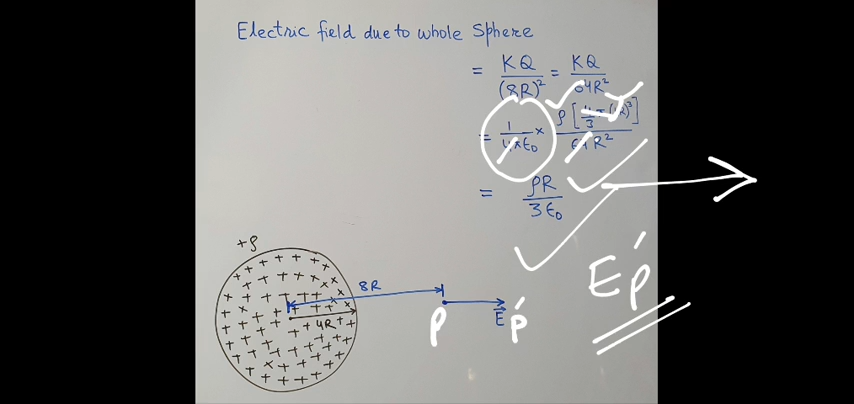 Electric field due to whole Sphere
= KQ/(8R)² = KQ/64R²
= 1/4πε₀ × ρ[4/3 π(4R)³]/64R²
= ρR/3ε₀
+ρ
8R
4R
P
E⃗
ṕ
Eṕ